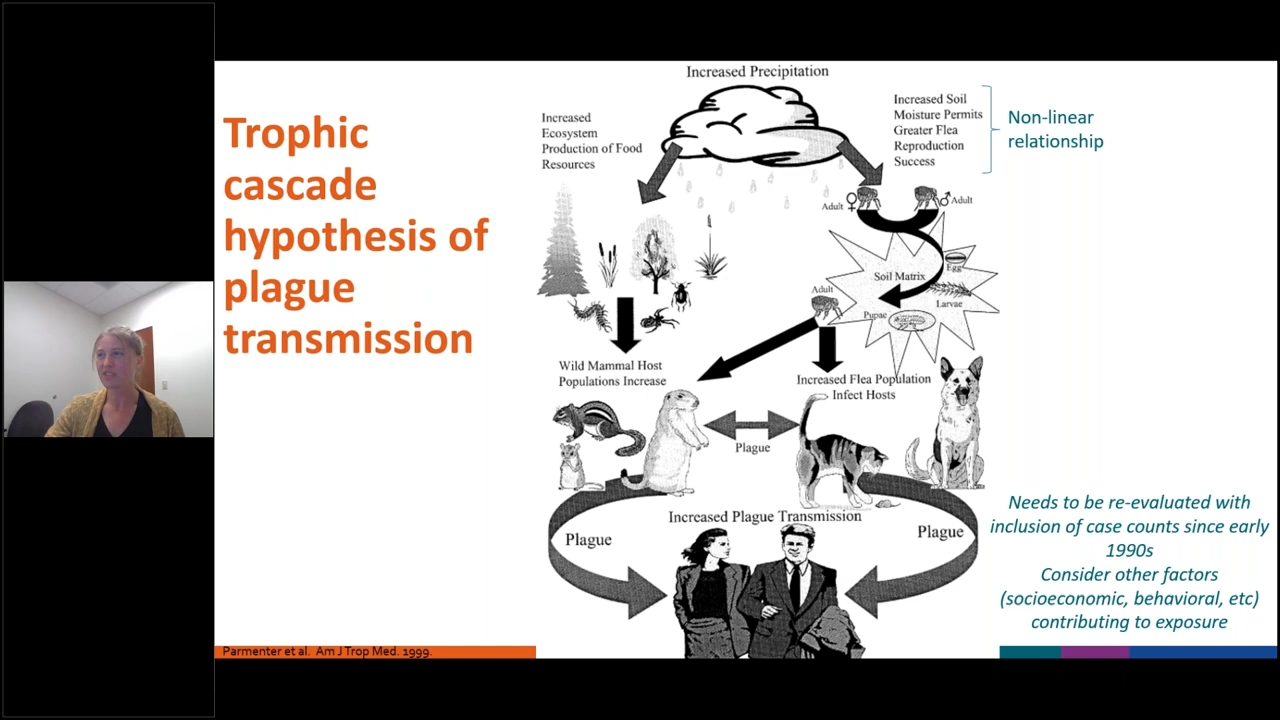 Trophic
cascade
hypothesis of
plague
transmission
Increased Precipitation
Increased
Ecosystem
Production of Food
Resources
Increased Soil
Moisture Permits
Greater Flea
Reproduction
Success
Non-linear
relationship
Adult ♀
♂ Adult
Soil Matrix
Egg
Larvae
Pupae
Adult
Wild Mammal Host
Populations Increase
Increased Flea Population
Infect Hosts
Plague
Increased Plague Transmission
Plague
Plague
Needs to be re-evaluated with
inclusion of case counts since early
1990s
Consider other factors
(socioeconomic, behavioral, etc)
contributing to exposure
Parmenter et al. Am J Trop Med. 1999.